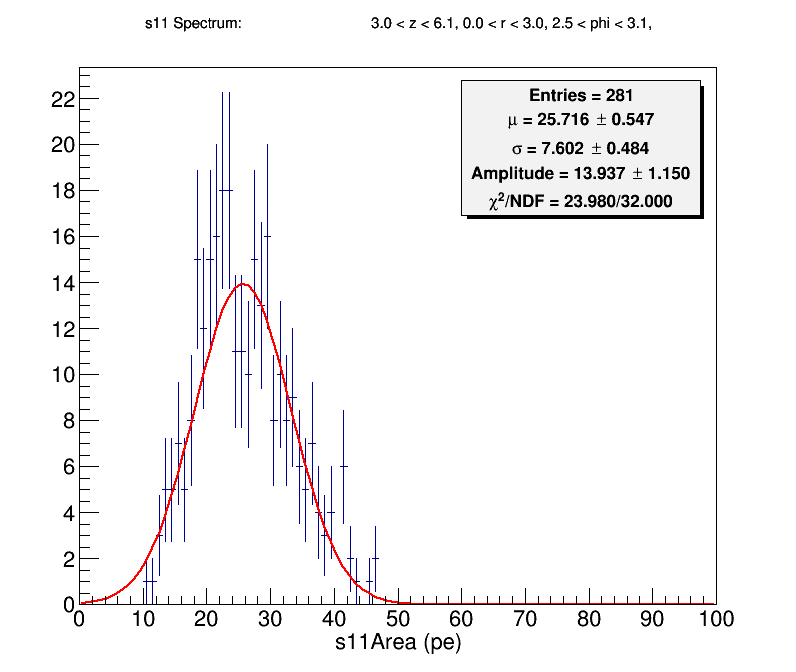 s11 Spectrum: 3.0 < z < 6.1, 0.0 < r < 3.0, 2.5 < phi < 3.1,
Entries = 281
μ = 25.716 ± 0.547
σ = 7.602 ± 0.484
Amplitude = 13.937 ± 1.150
χ²/NDF = 23.980/32.000
22
20
18
16
14
12
10
8
6
4
2
0
0 10 20 30 40 50 60 70 80 90 100
s11Area (pe)